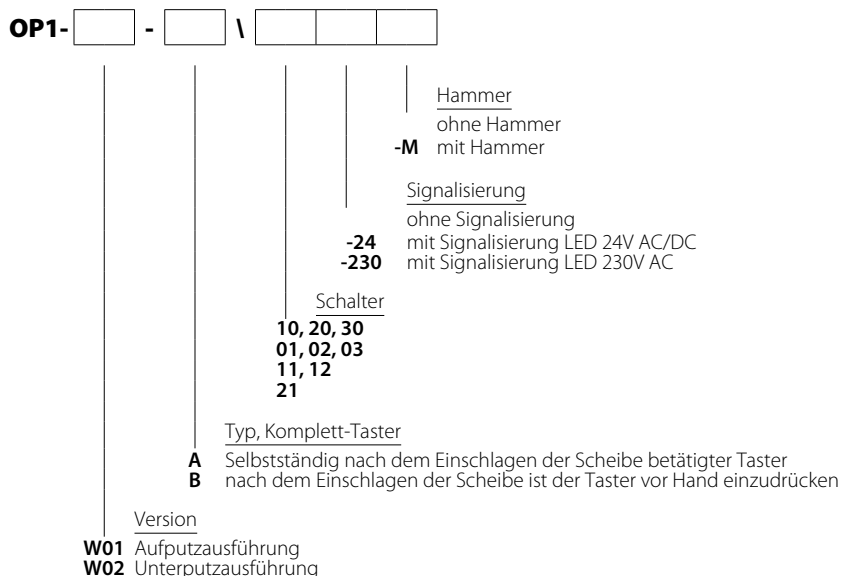 OP1- - \
Hammer
ohne Hammer
-M mit Hammer
Signalisierung
ohne Signalisierung
-24 mit Signalisierung LED 24V AC/DC
-230 mit Signalisierung LED 230V AC
Schalter
10, 20, 30
01, 02, 03
11, 12
21
Typ, Komplett-Taster
A Selbstständig nach dem Einschlagen der Scheibe betätigter Taster
B nach dem Einschlagen der Scheibe ist der Taster vor Hand einzudrücken
Version
W01 Aufputzausführung
W02 Unterputzausführung